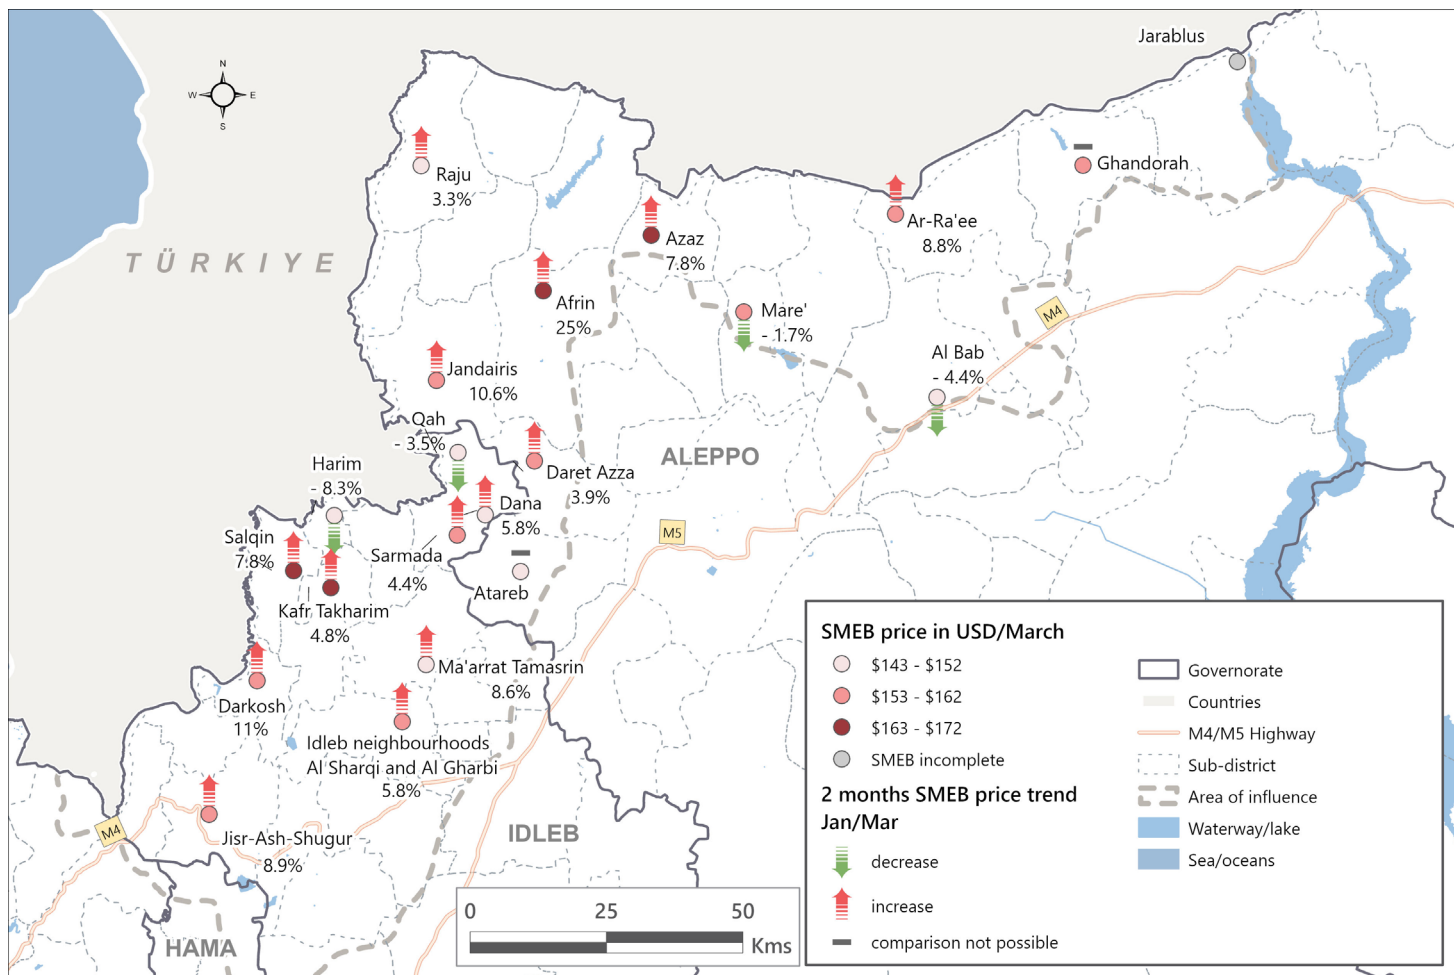 Jarablus
N
W
E
S
Raju
3.3%
Ghandorah
Azaz
7.8%
Ar-Ra'ee
8.8%
TÜRKIYE
Afrin
25%
Mare'
- 1.7%
M4
Al Bab
- 4.4%
Jandairis
10.6%
Qah
- 3.5%
ALEPPO
Harim
- 8.3%
Daret Azza
3.9%
Dana
5.8%
M5
Salqin
7.8%
Sarmada
4.4%
Atareb
Kafr Takharim
4.8%
Ma'arrat Tamasrin
8.6%
Darkosh
11%
Idleb neighbourhoods
Al Sharqi and Al Gharbi
5.8%
M4
Jisr-Ash-Shugur
8.9%
IDLEB
HAMA
0
25
50
Kms
SMEB price in USD/March
$143 - $152
$153 - $162
$163 - $172
SMEB incomplete
2 months SMEB price trend
Jan/Mar
decrease
increase
comparison not possible
Governorate
Countries
M4/M5 Highway
Sub-district
Area of influence
Waterway/lake
Sea/oceans